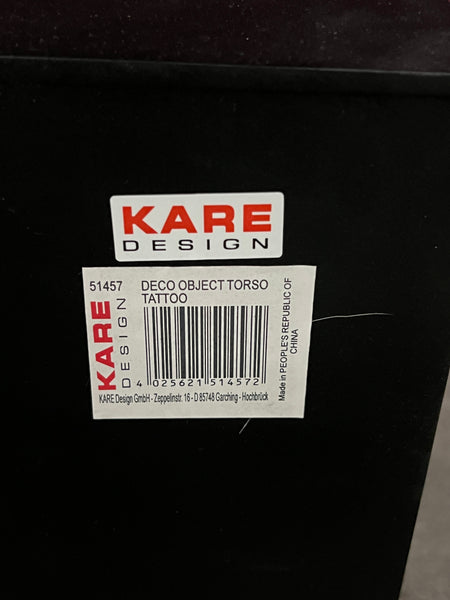 KARE
DESIGN
51457 DECO OBJECT TORSO
TATTOO
KARE
DESIGN
4 025621 514572
KARE Design GmbH - Zeppelinstr. 16 - D 85748 Garching - Hochbrück
Made in PEOPLE'S REPUBLIC OF
CHINA